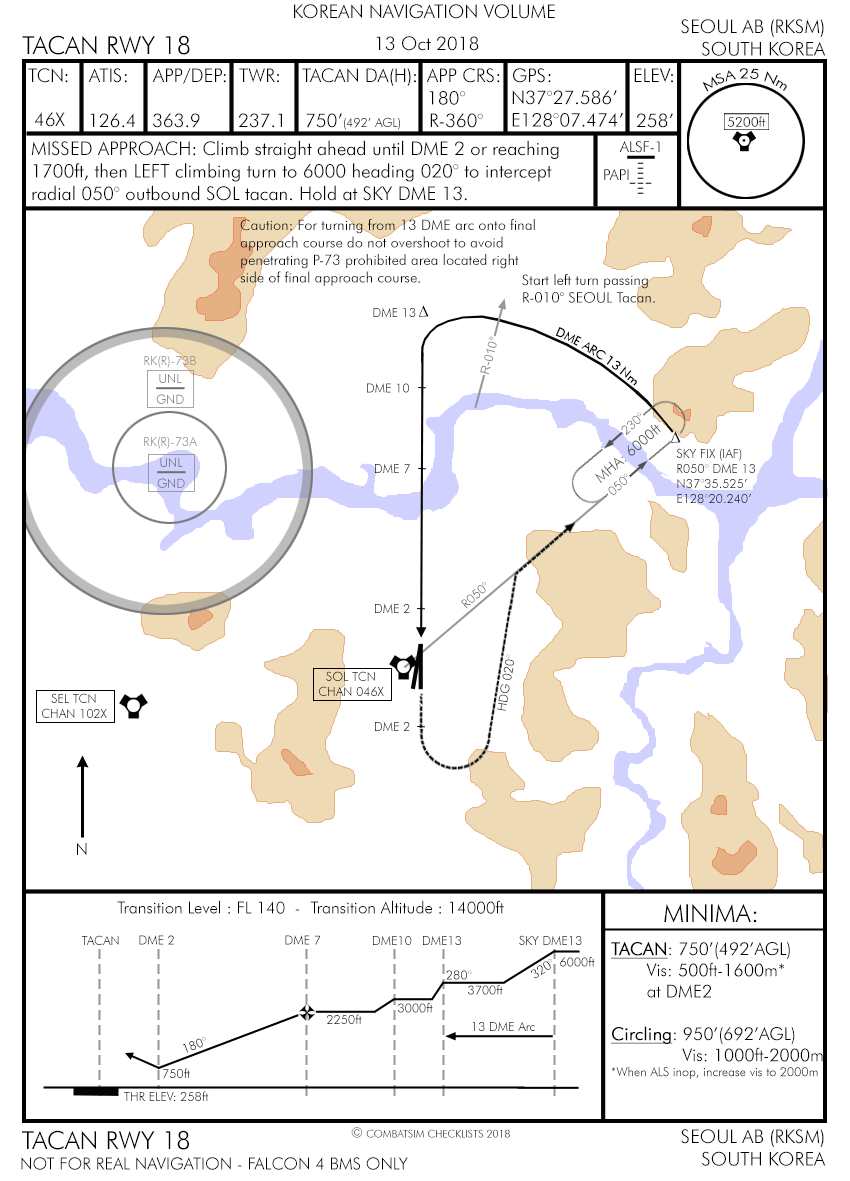 KOREAN NAVIGATION VOLUME
TACAN RWY 18
13 Oct 2018
SEOUL AB (RKSM)
SOUTH KOREA
TCN:
46X
ATIS:
126.4
APP/DEP:
363.9
TWR:
237.1
TACAN DA(H):
750'(492' AGL)
APP CRS:
180°
R-360°
GPS:
N37°27.586'
E128°07.474'
ELEV:
258'
MSA 25 Nm
5200ft
MISSED APPROACH: Climb straight ahead until DME 2 or reaching
1700ft, then LEFT climbing turn to 6000 heading 020° to intercept
radial 050° outbound SOL tacan. Hold at SKY DME 13.
ALSF-1
PAPI
Caution: For turning from 13 DME arc onto final
approach course do not overshoot to avoid
penetrating P-73 prohibited area located right
side of final approach course.
Start left turn passing
R-010° SEOUL Tacan.
DME 13
R-010°
DME ARC 13 Nm
RK(R)-73B
UNL
GND
DME 10
230°
MHA: 6000ft
050°
RK(R)-73A
UNL
GND
DME 7
SKY FIX (IAF)
R050° DME 13
N37°35.525'
E128°20.240'
R050°
DME 2
SOL TCN
CHAN 046X
HDG 020°
SEL TCN
CHAN 102X
DME 2
N
Transition Level : FL 140 - Transition Altitude : 14000ft
TACAN
DME 2
DME 7
DME10
DME13
SKY DME13
280°
320°
6000ft
3700ft
3000ft
2250ft
13 DME Arc
180°
750ft
THR ELEV: 258ft
MINIMA:
TACAN: 750'(492'AGL)
Vis: 500ft-1600m*
at DME2
Circling: 950'(692'AGL)
Vis: 1000ft-2000m
*When ALS inop, increase vis to 2000m
TACAN RWY 18
© COMBATSIM CHECKLISTS 2018
SEOUL AB (RKSM)
NOT FOR REAL NAVIGATION - FALCON 4 BMS ONLY
SOUTH KOREA